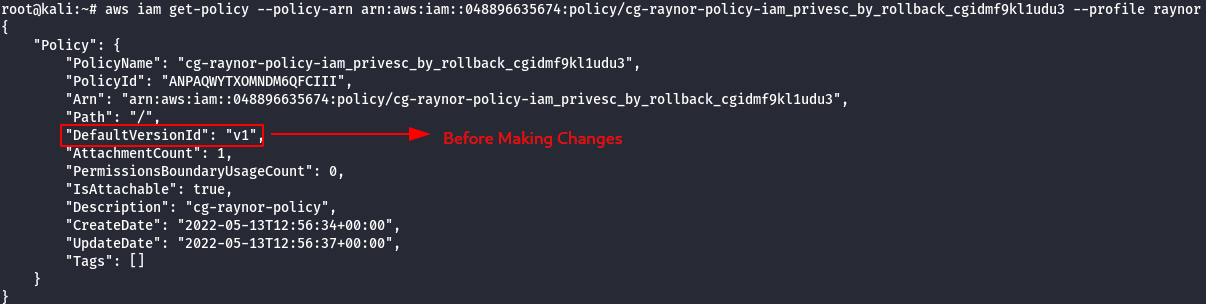 root@kali:~# aws iam get-policy --policy-arn arn:aws:iam::048896635674:policy/cg-raynor-policy-iam_privesc_by_rollback_cgidmf9kl1udu3 --profile raynor
{
    "Policy": {
        "PolicyName": "cg-raynor-policy-iam_privesc_by_rollback_cgidmf9kl1udu3",
        "PolicyId": "ANPAQWYTXOMNDM6QFCIII",
        "Arn": "arn:aws:iam::048896635674:policy/cg-raynor-policy-iam_privesc_by_rollback_cgidmf9kl1udu3",
        "Path": "/",
        "DefaultVersionId": "v1", Before Making Changes
        "AttachmentCount": 1,
        "PermissionsBoundaryUsageCount": 0,
        "IsAttachable": true,
        "Description": "cg-raynor-policy",
        "CreateDate": "2022-05-13T12:56:34+00:00",
        "UpdateDate": "2022-05-13T12:56:37+00:00",
        "Tags": []
    }
}